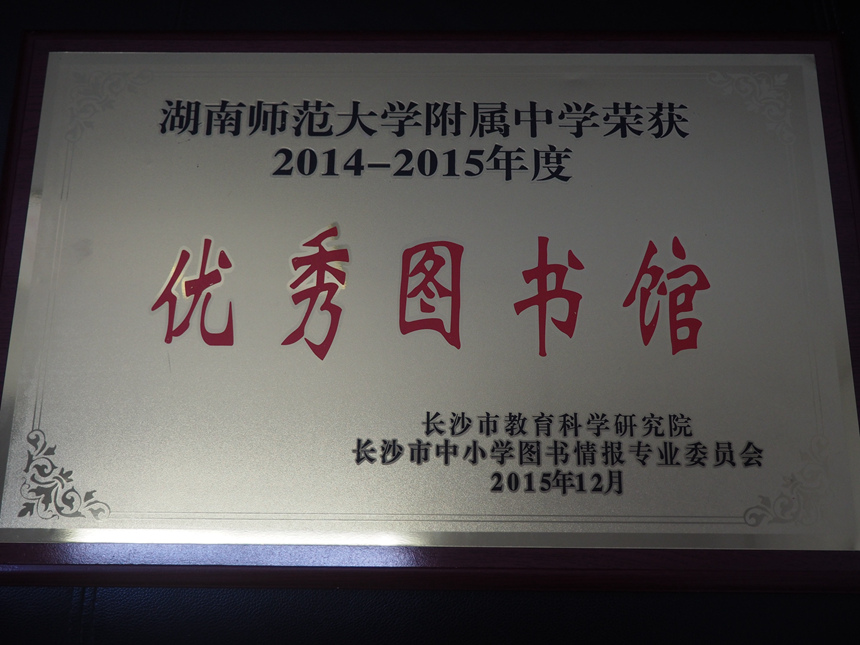 湖南师范大学附属中学荣获
2014-2015年度
优秀图书馆
长沙市教育科学研究院
长沙市中小学图书情报专业委员会
2015年12月